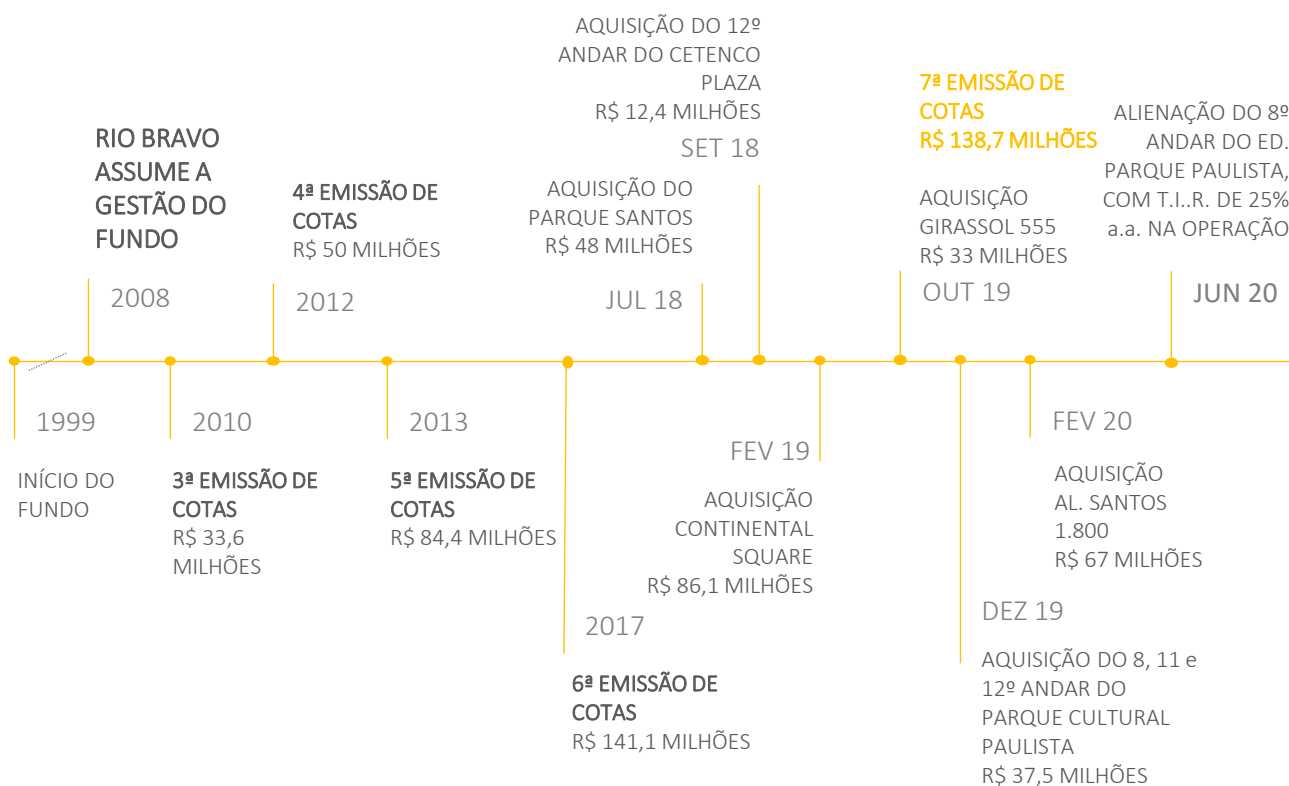 RIO BRAVO
ASSUME A
GESTÃO DO
FUNDO
2008
4ª EMISSÃO DE
COTAS
R$ 50 MILHÕES
2012
AQUISIÇÃO DO
PARQUE SANTOS
R$ 48 MILHÕES
JUL 18
AQUISIÇÃO DO 12º
ANDAR DO CETENCO
PLAZA
R$ 12,4 MILHÕES
SET 18
7ª EMISSÃO DE
COTAS
R$ 138,7 MILHÕES
AQUISIÇÃO
GIRASSOL 555
R$ 33 MILHÕES
OUT 19
ALIENAÇÃO DO 8º
ANDAR DO ED.
PARQUE PAULISTA,
COM T.I..R. DE 25%
a.a. NA OPERAÇÃO
JUN 20
1999
INÍCIO DO
FUNDO
2010
3ª EMISSÃO DE
COTAS
R$ 33,6
MILHÕES
2013
5ª EMISSÃO DE
COTAS
R$ 84,4 MILHÕES
2017
6ª EMISSÃO DE
COTAS
R$ 141,1 MILHÕES
FEV 19
AQUISIÇÃO
CONTINENTAL
SQUARE
R$ 86,1 MILHÕES
DEZ 19
AQUISIÇÃO DO 8, 11 e
12º ANDAR DO
PARQUE CULTURAL
PAULISTA
R$ 37,5 MILHÕES
FEV 20
AQUISIÇÃO
AL. SANTOS
1.800
R$ 67 MILHÕES